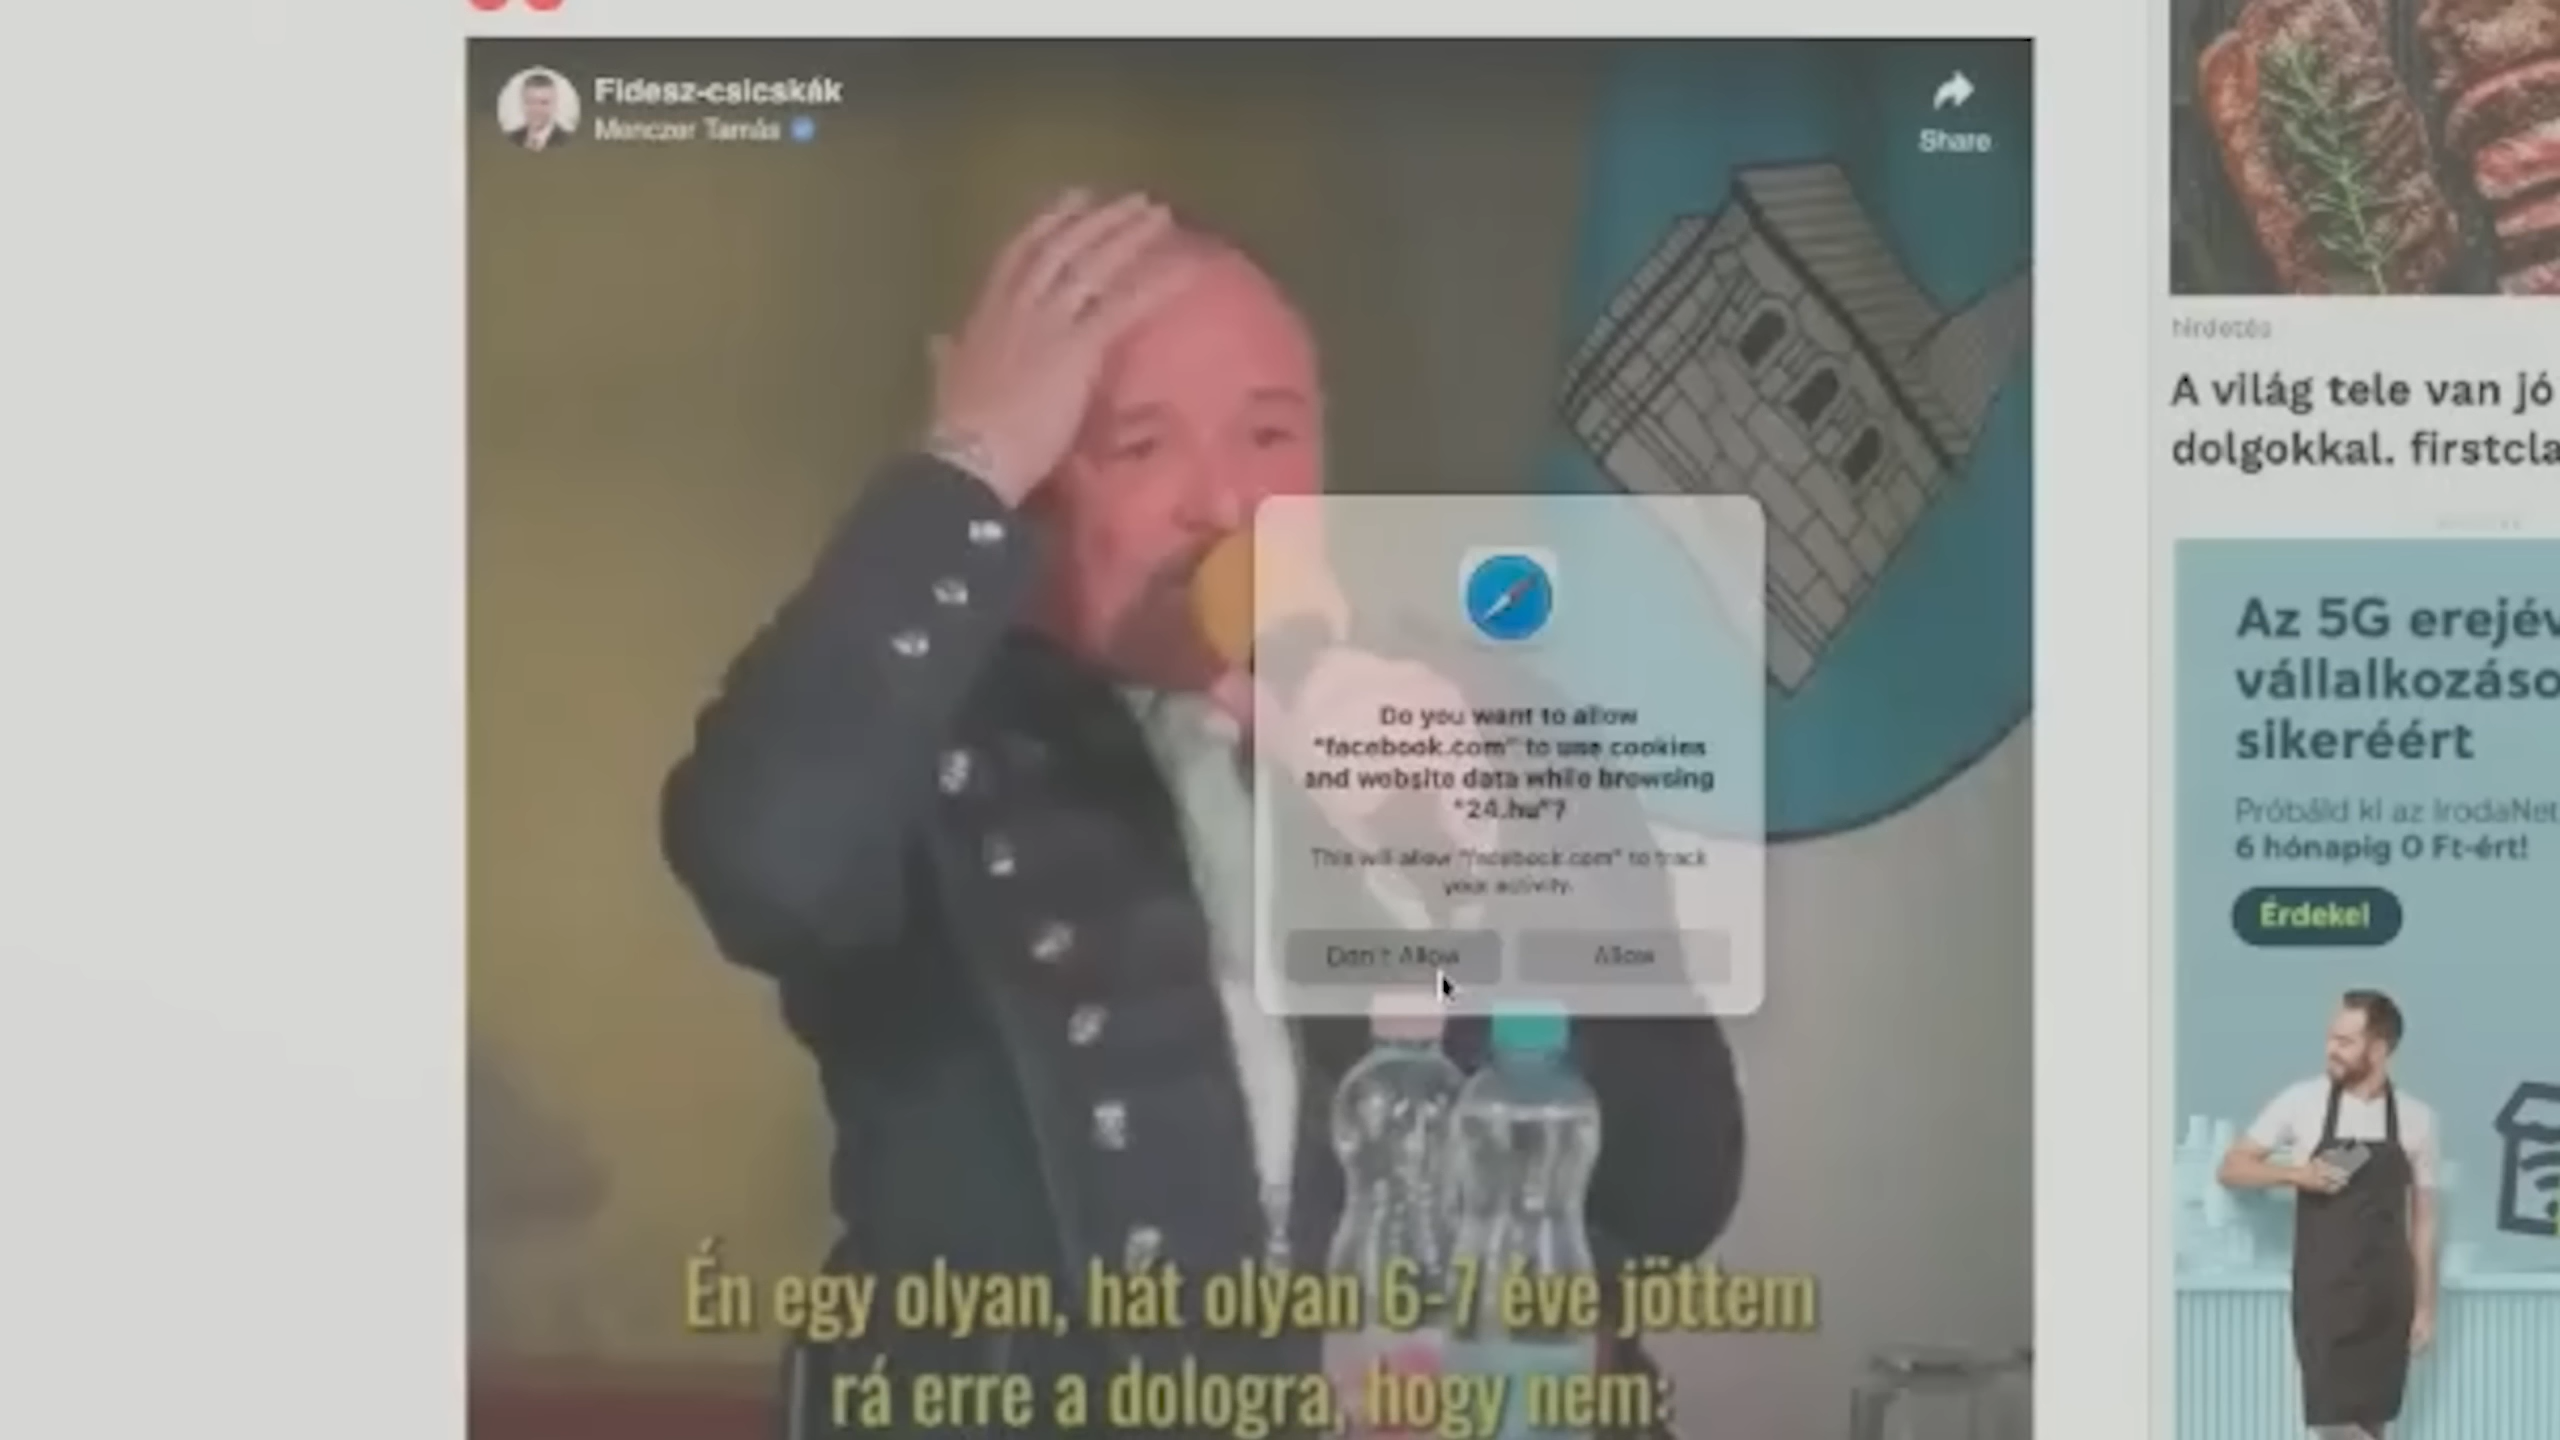 Fidesz-csicskák
Menczer Tamás
Share
Do you want to allow
"facebook.com" to use cookies
and website data while browsing
"24.hu"?
This will allow "facebook.com" to track
your activity.
Don't Allow
Allow
Én egy olyan, hát olyan 6-7 éve jöttem
rá erre a dologra, hogy nem:
hirdetés
A világ tele van jó
dolgokkal. firstcla
Az 5G erejév
vállalkozáso
sikeréért
Próbáld ki az IrodaNet
6 hónapig 0 Ft-ért!
Érdekel